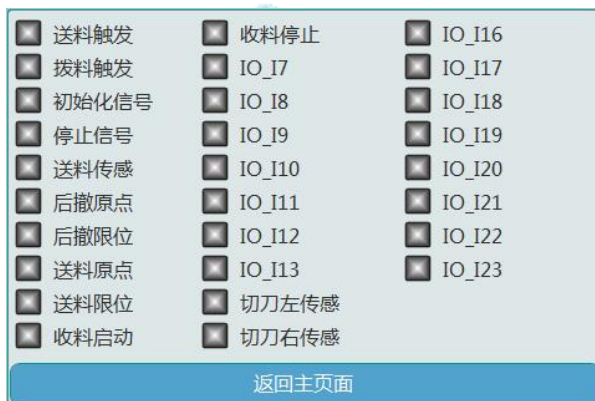 送料触发 收料停止 IO_I16
拨料触发 IO_I7 IO_I17
初始化信号 IO_I8 IO_I18
停止信号 IO_I9 IO_I19
送料传感 IO_I10 IO_I20
后撤原点 IO_I11 IO_I21
后撤限位 IO_I12 IO_I22
送料原点 IO_I13 IO_I23
送料限位 切刀左传感
收料启动 切刀右传感
返回主页面